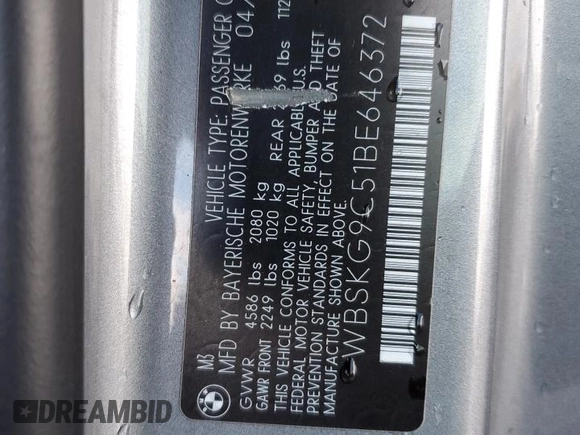 M3
VEHICLE TYPE: PASSENGER
MFD BY BAYERISCHE MOTORENWERKE 04/
GVWR 4586 lbs 2080 kg
GAWR FRONT 2249 lbs 1020 kg REAR lbs 112
THIS VEHICLE CONFORMS TO ALL APPLICABLE U.S.
FEDERAL MOTOR VEHICLE SAFETY, BUMPER AND THEFT
PREVENTION STANDARDS IN EFFECT ON THE DATE OF
MANUFACTURE SHOWN ABOVE.
WBSKG9C51BE646372
DREAMBID